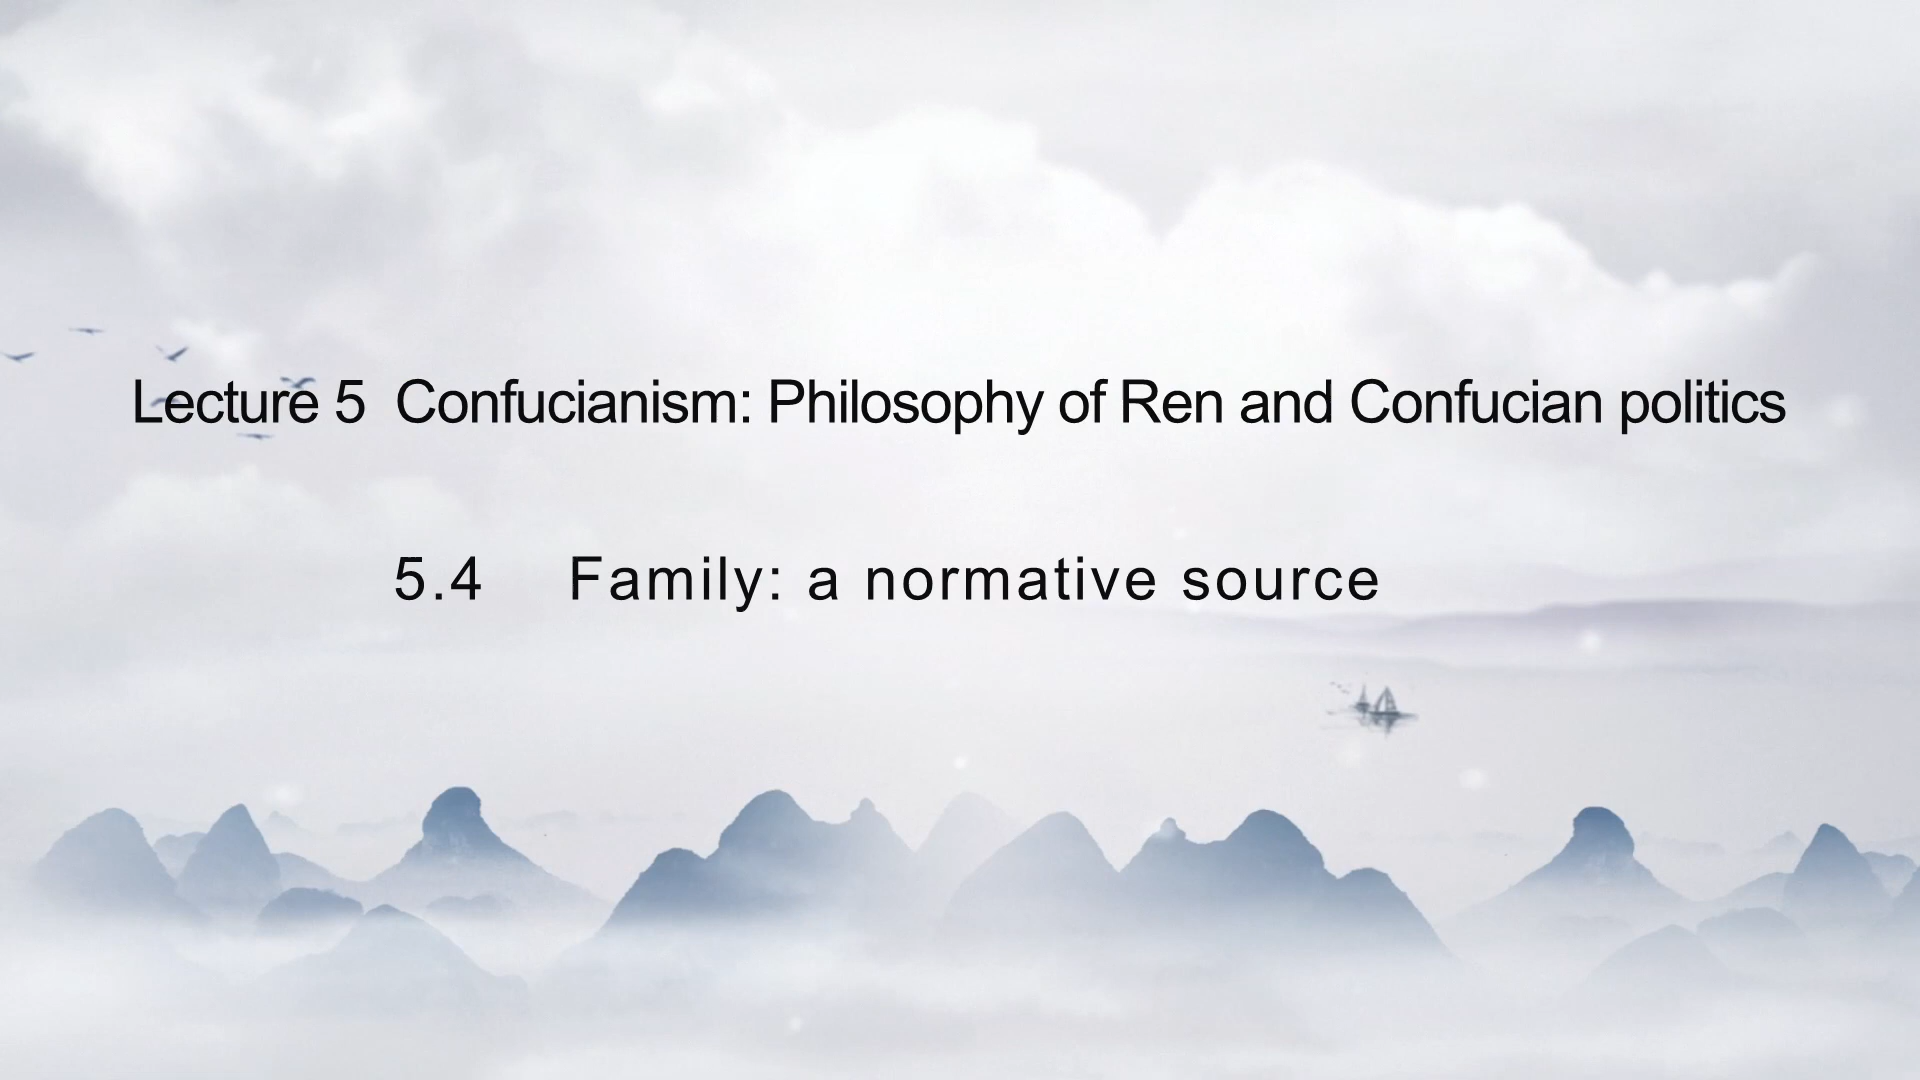 Lecture 5 Confucianism: Philosophy of Ren and Confucian politics
5.4 Family: a normative source